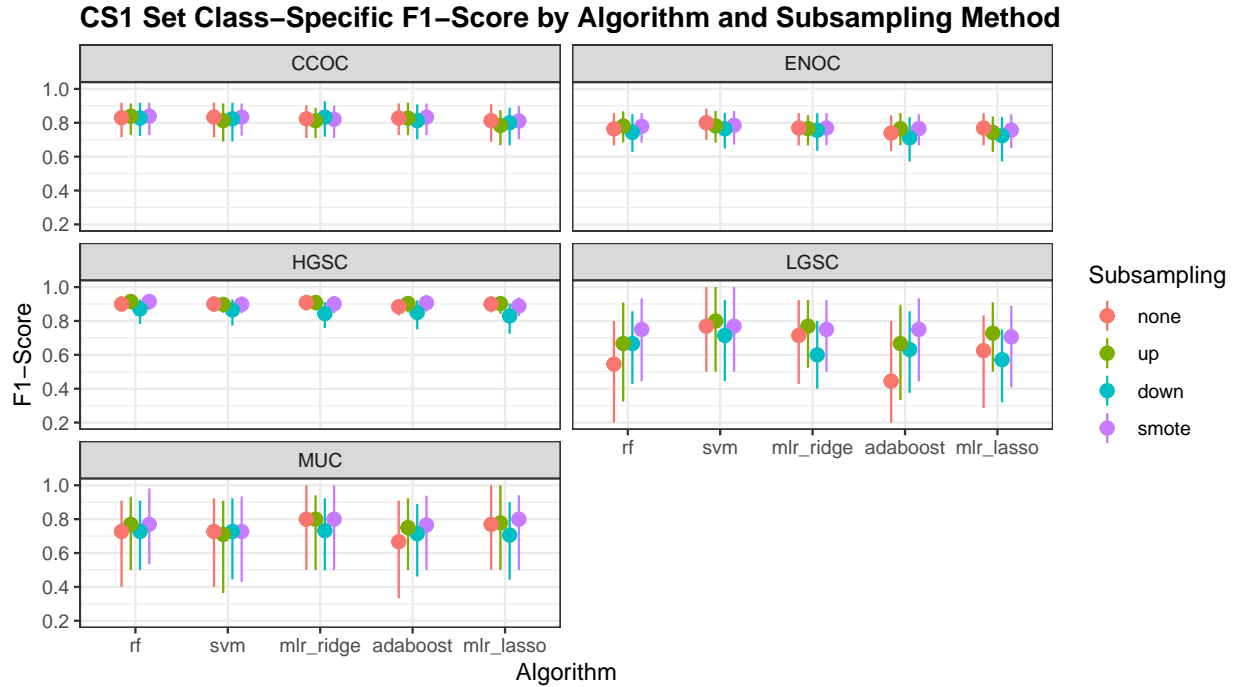 CS1 Set Class−Specific F1−Score by Algorithm and Subsampling Method
CCOC
ENOC
1.0
0.8
0.6
0.4
0.2
HGSC
LGSC
1.0
0.8
0.6
0.4
0.2
rf svm mlr_ridge adaboost mlr_lasso
MUC
1.0
0.8
0.6
0.4
0.2
rf svm mlr_ridge adaboost mlr_lasso
Algorithm
F1−Score
Subsampling
none
up
down
smote